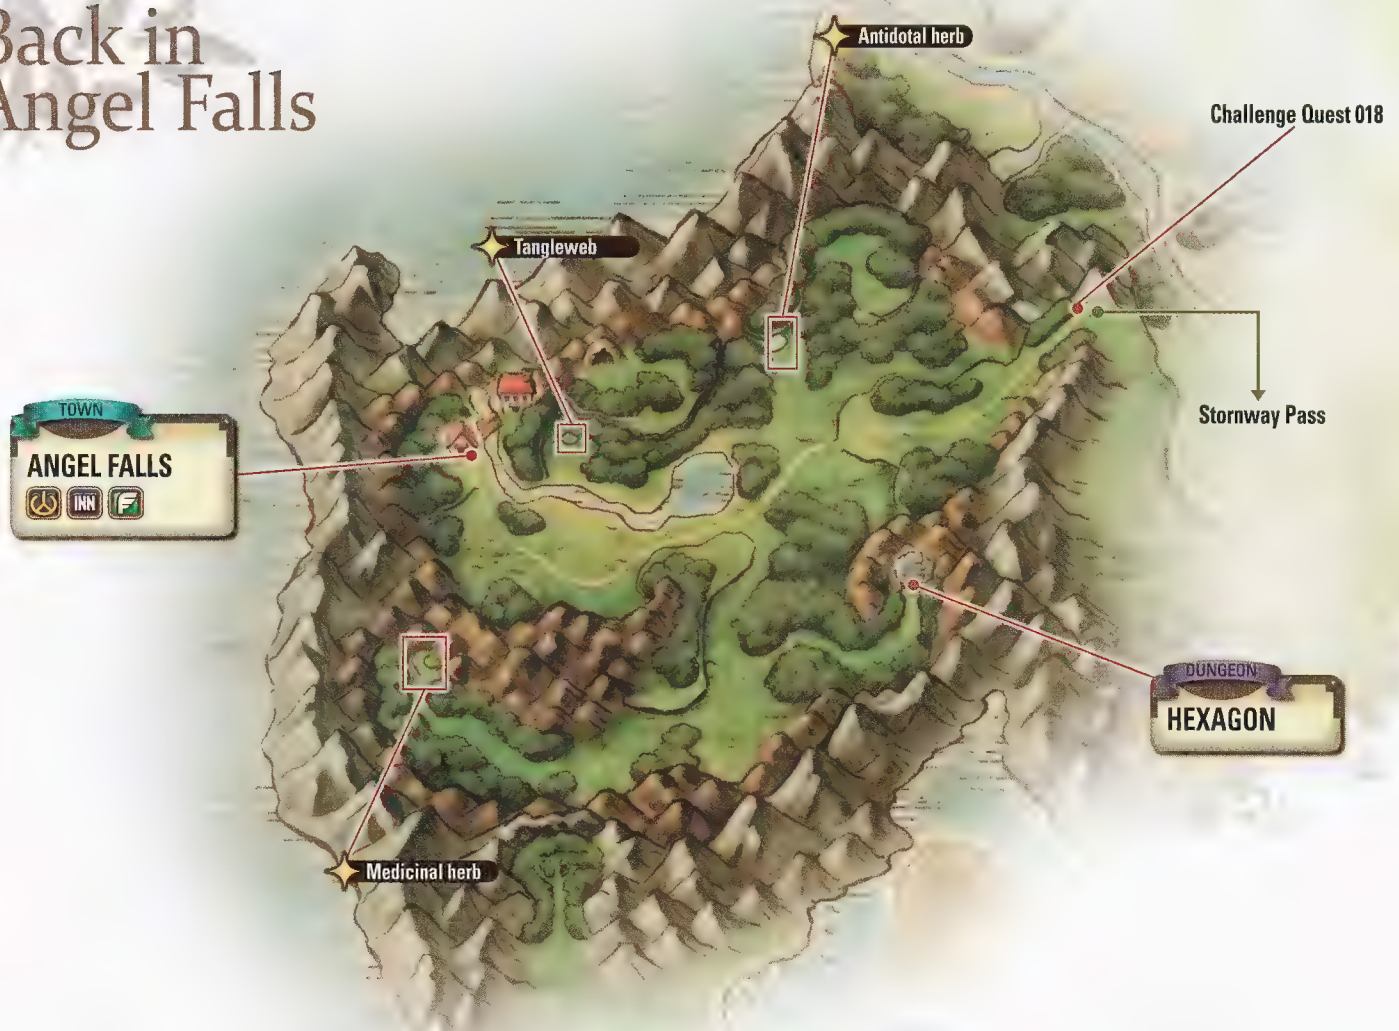 Back in
Angel Falls
Antidotal herb
Challenge Quest 018
Tangleweb
Stornway Pass
TOWN
ANGEL FALLS
INN
F
DUNGEON
HEXAGON
Medicinal herb